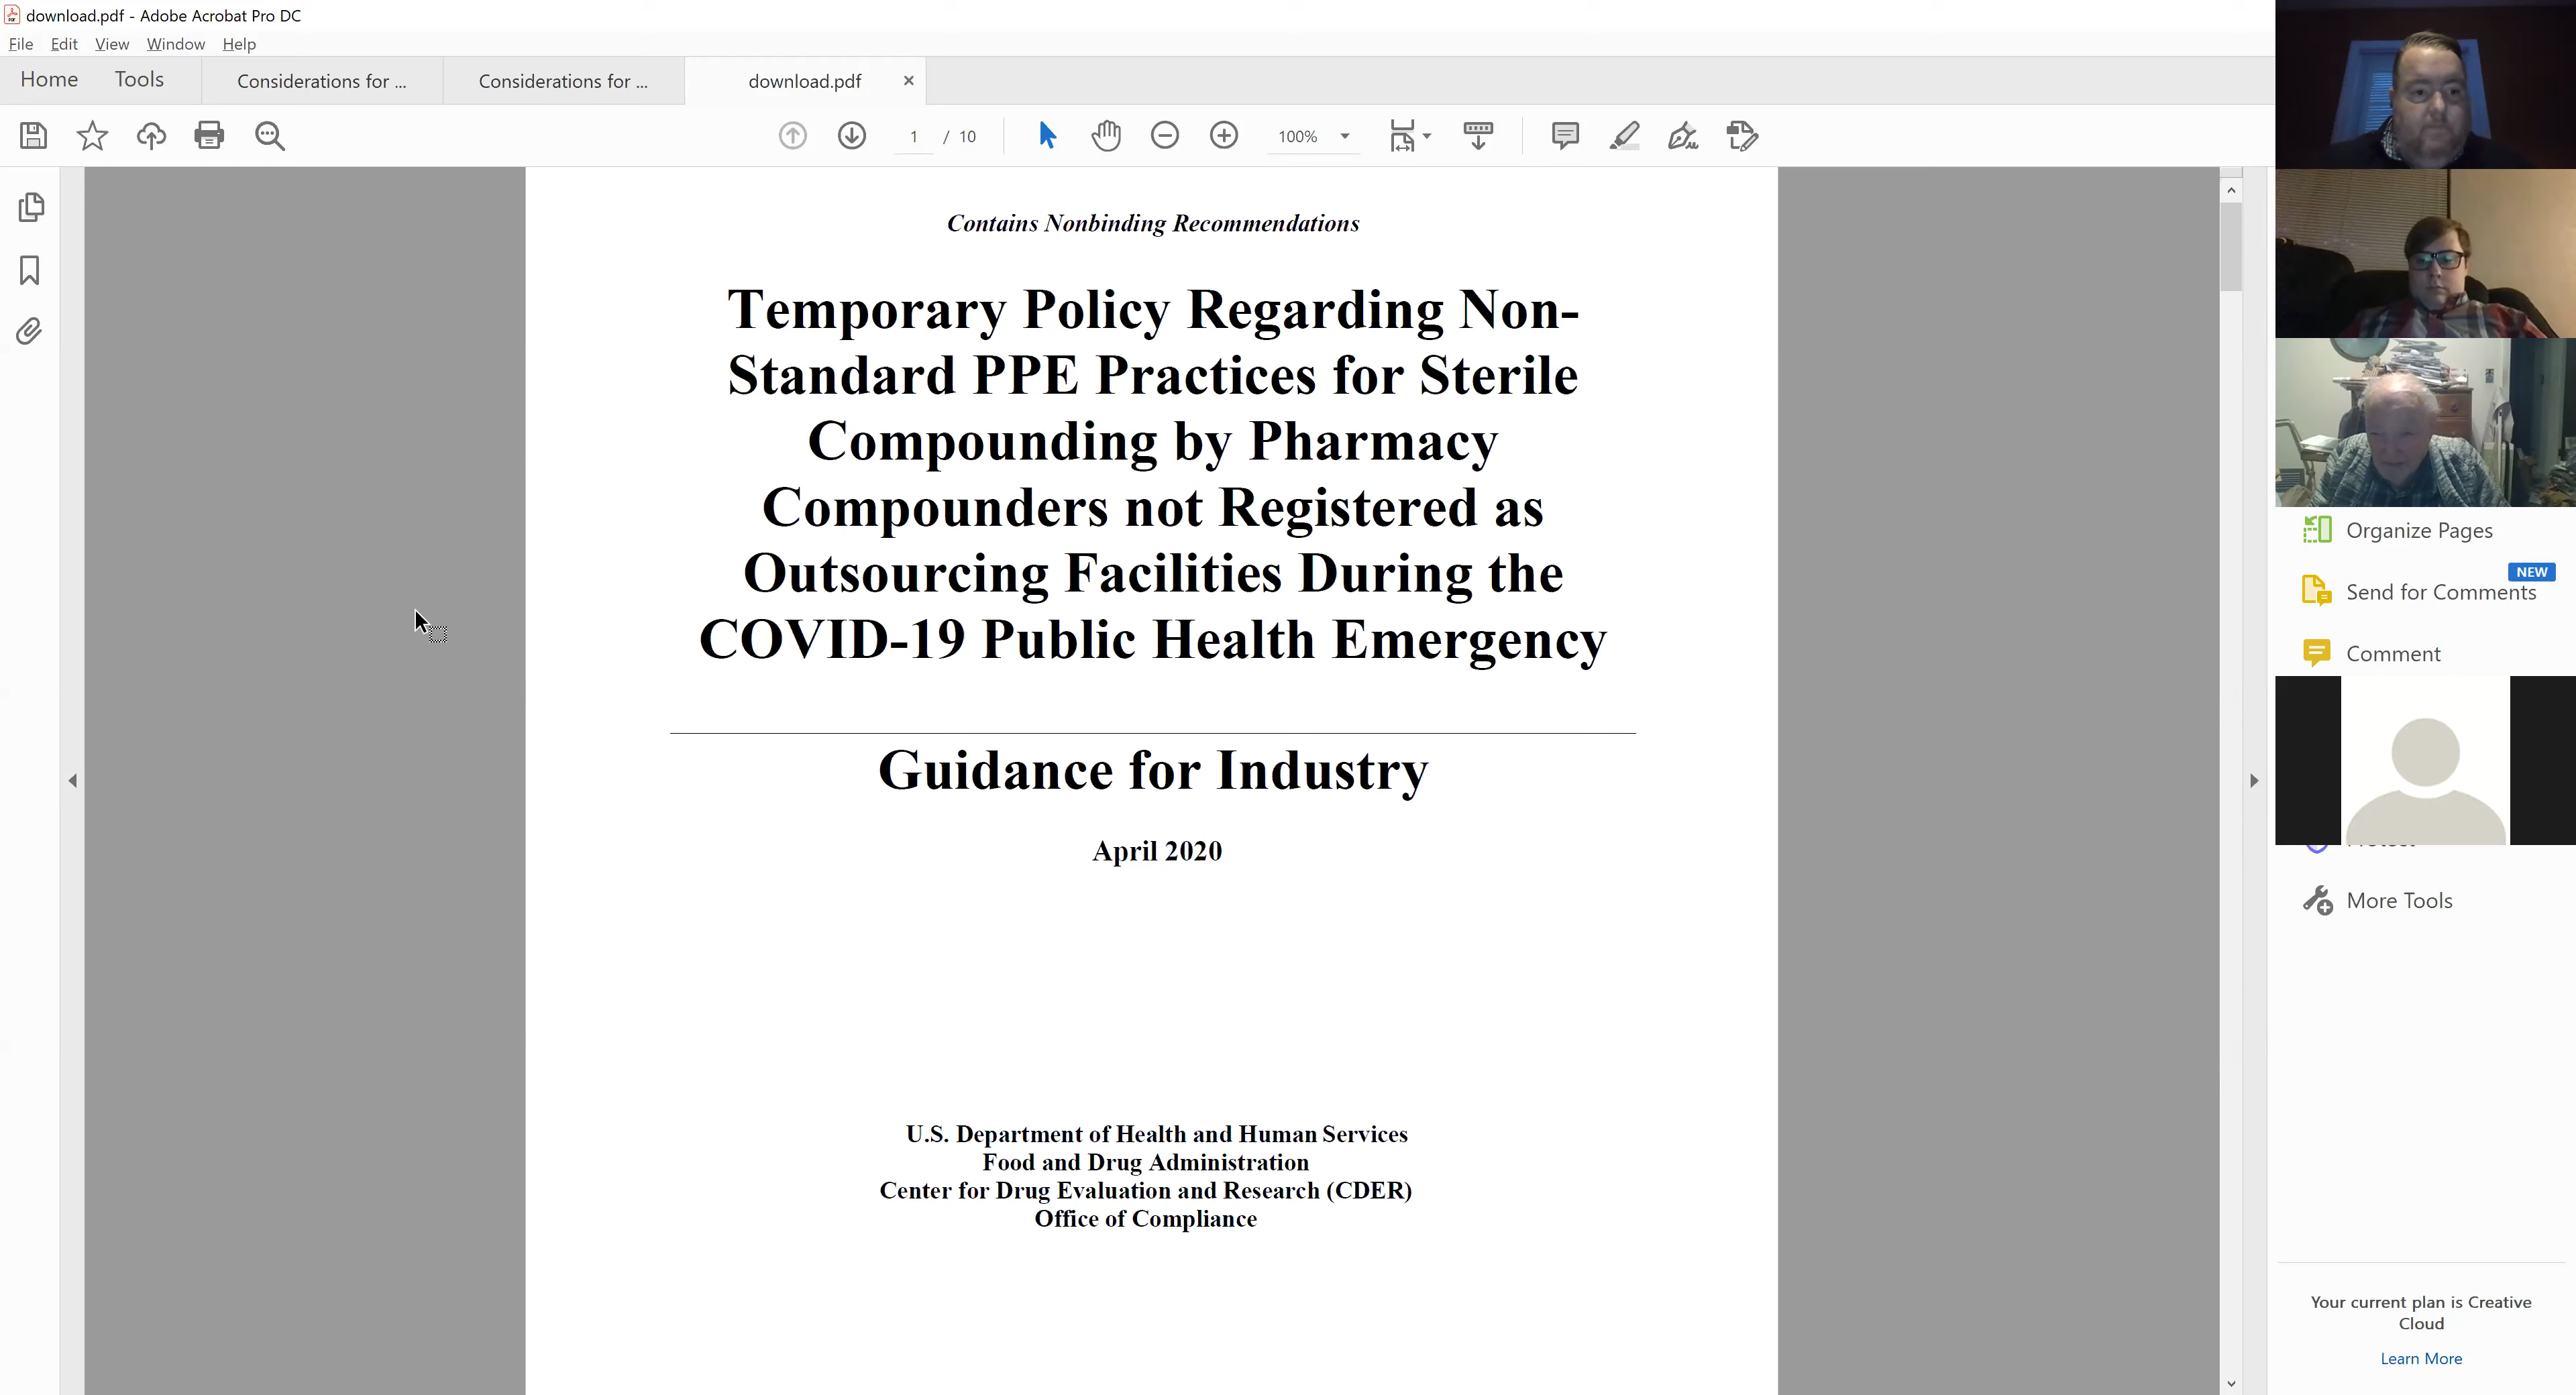 download.pdf - Adobe Acrobat Pro DC
File Edit View Window Help
Home Tools Considerations for ... Considerations for ... download.pdf
1 / 10 100%
Contains Nonbinding Recommendations
Temporary Policy Regarding Non-
Standard PPE Practices for Sterile
Compounding by Pharmacy
Compounders not Registered as
Outsourcing Facilities During the
COVID-19 Public Health Emergency
Guidance for Industry
April 2020
U.S. Department of Health and Human Services
Food and Drug Administration
Center for Drug Evaluation and Research (CDER)
Office of Compliance
Organize Pages
NEW
Send for Comments
Comment
More Tools
Your current plan is Creative
Cloud
Learn More